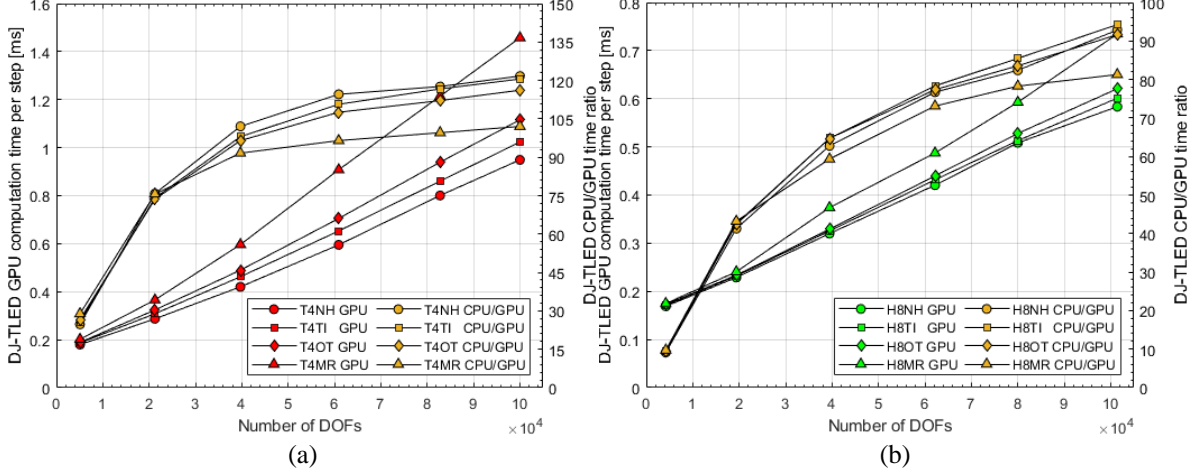 DJ-TLED GPU computation time per step [ms]
1.6
1.4
1.2
1
0.8
0.6
0.4
0.2
0
150
135
120
105
90
75
60
45
30
15
0
DJ-TLED CPU/GPU time ratio
T4NH GPU T4NH CPU/GPU
T4TI GPU T4TI CPU/GPU
T4OT GPU T4OT CPU/GPU
T4MR GPU T4MR CPU/GPU
0 1 2 3 4 5 6 7 8 9 10
×10⁴
Number of DOFs
(a)
DJ-TLED GPU computation time per step [ms]
0.8
0.7
0.6
0.5
0.4
0.3
0.2
0.1
0
100
90
80
70
60
50
40
30
20
10
0
DJ-TLED CPU/GPU time ratio
H8NH GPU H8NH CPU/GPU
H8TI GPU H8TI CPU/GPU
H8OT GPU H8OT CPU/GPU
H8MR GPU H8MR CPU/GPU
0 1 2 3 4 5 6 7 8 9 10
×10⁴
Number of DOFs
(b)